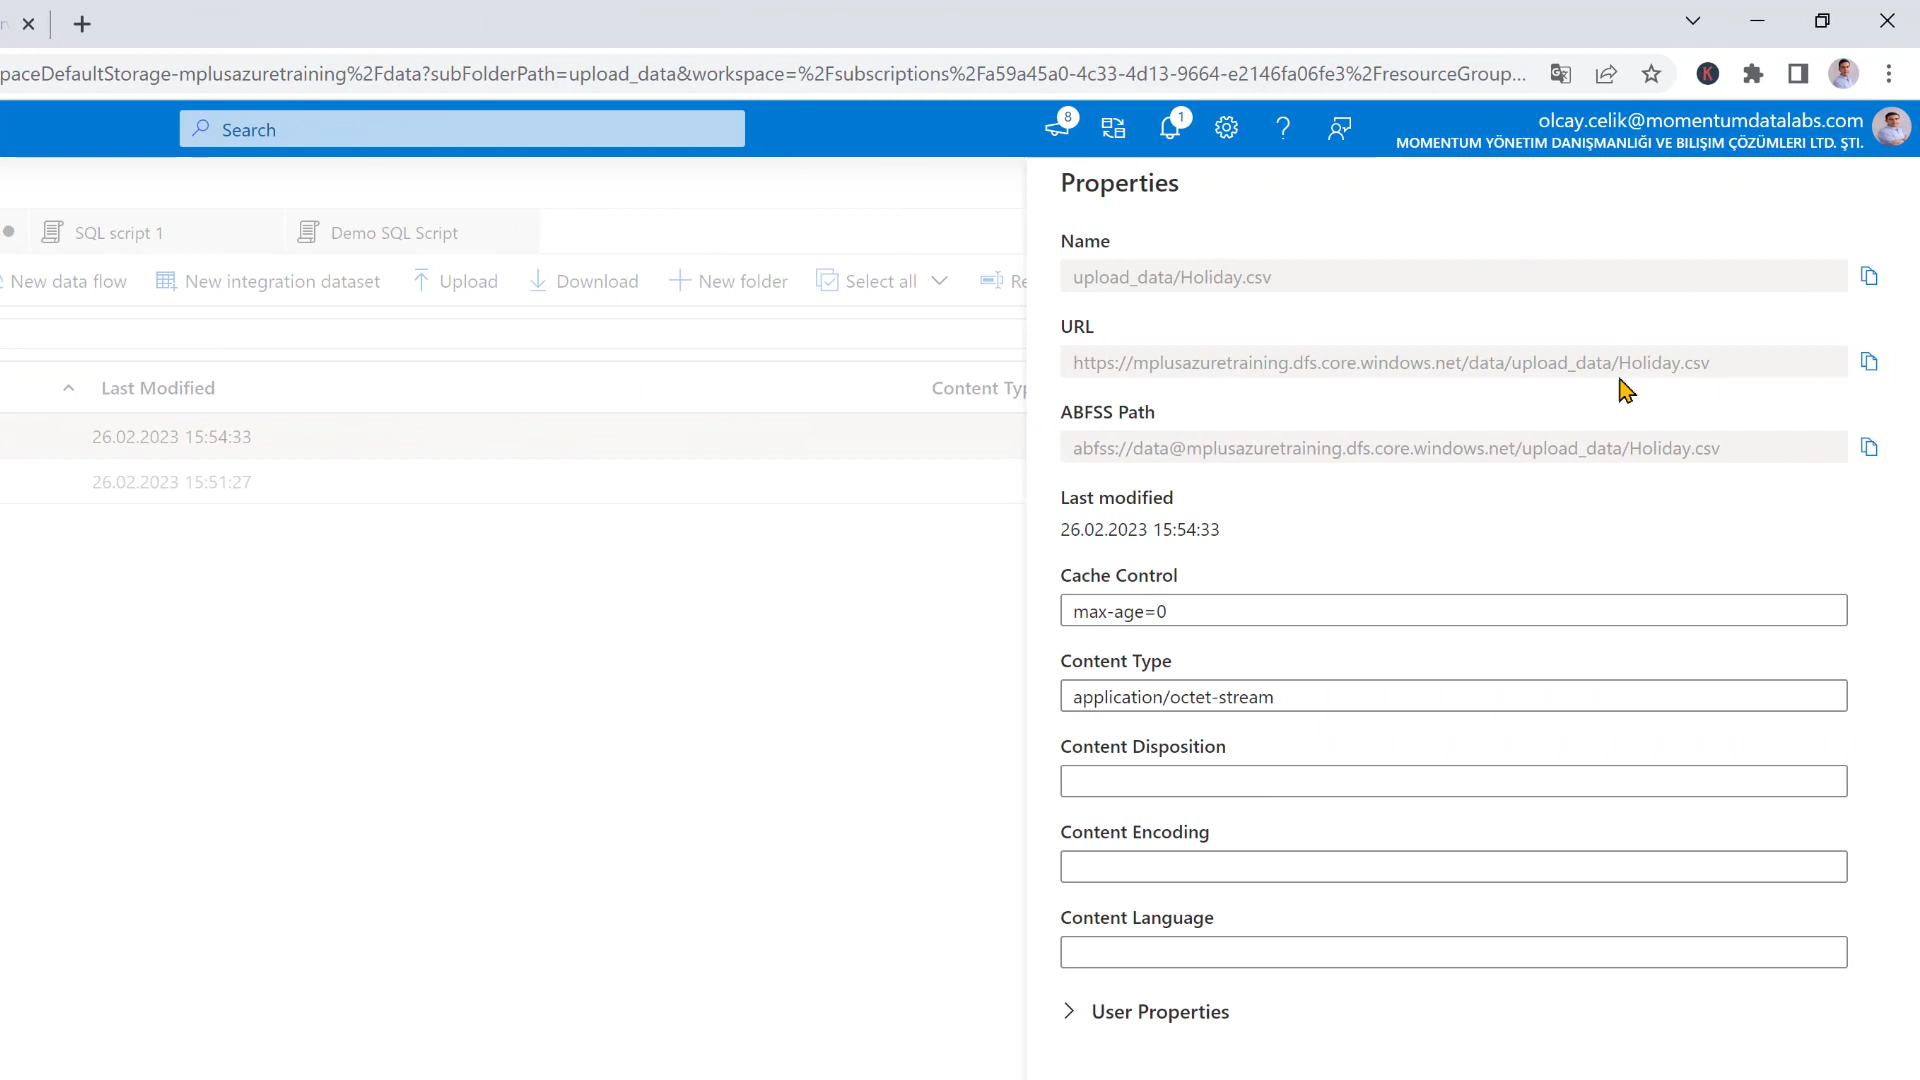 paceDefaultStorage-mplusazuretraining%2Fdata?subFolderPath=upload_data&workspace=%2Fsubscriptions%2Fa59a45a0-4c33-4d13-9664-e2146fa06fe3%2FresourceGroup...
K
Search
8
1
olcay.celik@momentumdatalabs.com
MOMENTUM YÖNETIM DANIŞMANLIĞI VE BILIŞIM ÇÖZÜMLERI LTD. ŞTI.
SQL script 1
Demo SQL Script
New data flow
New integration dataset
Upload
Download
New folder
Select all
Re
Last Modified
Content Typ
26.02.2023 15:54:33
26.02.2023 15:51:27
Properties
Name
upload_data/Holiday.csv
URL
https://mplusazuretraining.dfs.core.windows.net/data/upload_data/Holiday.csv
ABFSS Path
abfss://data@mplusazuretraining.dfs.core.windows.net/upload_data/Holiday.csv
Last modified
26.02.2023 15:54:33
Cache Control
max-age=0
Content Type
application/octet-stream
Content Disposition
Content Encoding
Content Language
User Properties